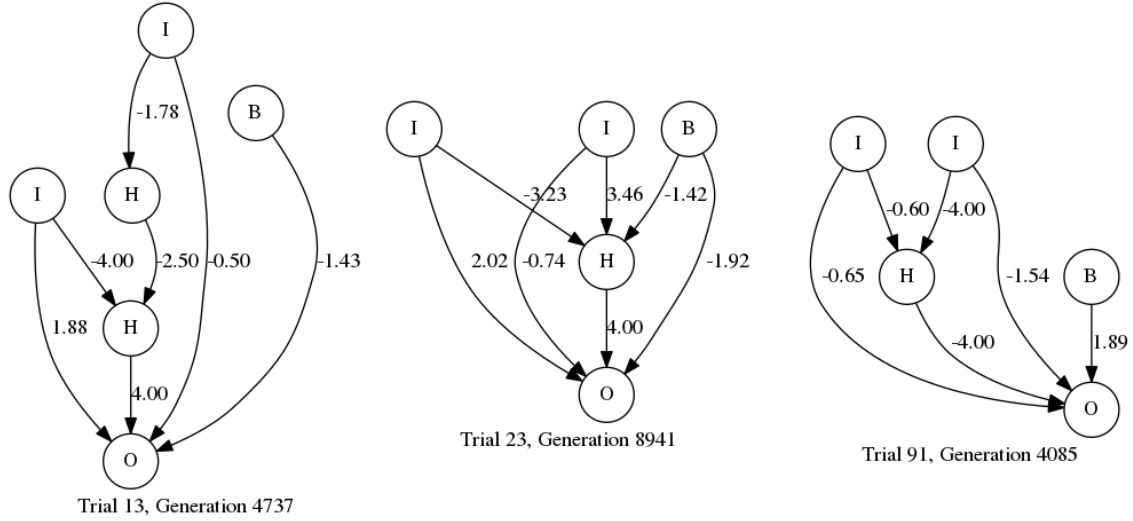 I
-1.78
B
I
H
-4.00
-2.50
-0.50
-1.43
H
1.88
4.00
O
Trial 13, Generation 4737
I
I
B
-3.23
3.46
-1.42
2.02
-0.74
H
-1.92
4.00
O
Trial 23, Generation 8941
I
I
-0.60
-4.00
-0.65
H
-1.54
B
-4.00
1.89
O
Trial 91, Generation 4085